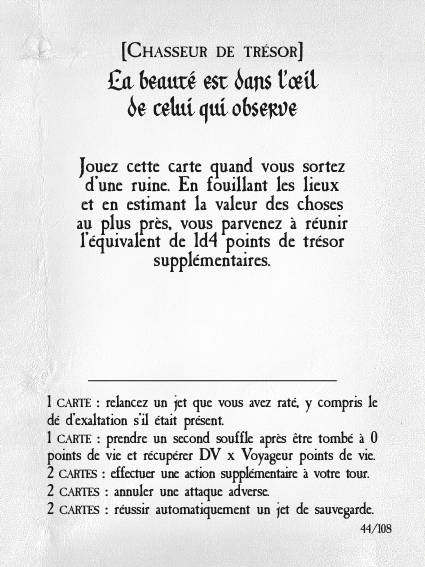 [Chasseur de trésor]
La beauté est dans l'œil
de celui qui observe
Jouez cette carte quand vous sortez
d'une ruine. En fouillant les lieux
et en estimant la valeur des choses
au plus près, vous parvenez à réunir
l'équivalent de 1d4 points de trésor
supplémentaires.
1 carte : relancez un jet que vous avez raté, y compris le
dé d'exaltation s'il était présent.
1 carte : prendre un second souffle après être tombé à 0
points de vie et récupérer DV x Voyageur points de vie.
2 cartes : effectuer une action supplémentaire à votre tour.
2 cartes : annuler une attaque adverse.
2 cartes : réussir automatiquement un jet de sauvegarde.
44/108